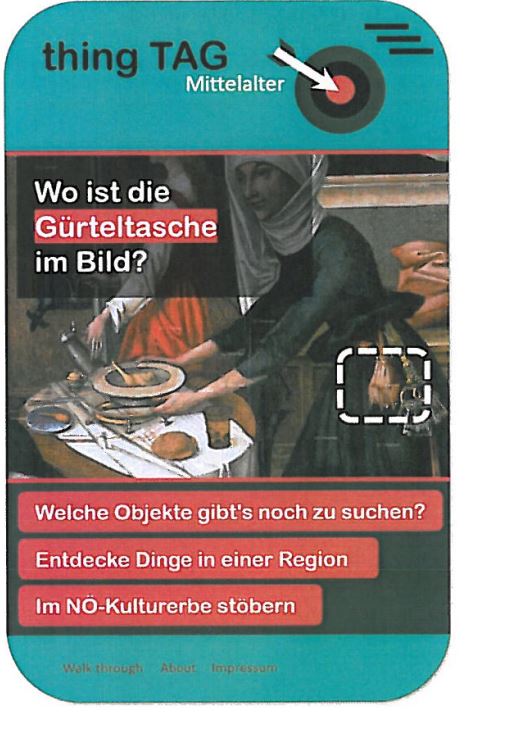 thing TAG
Mittelalter
Wo ist die
Gürteltasche
im Bild?
Welche Objekte gibt's noch zu suchen?
Entdecke Dinge in einer Region
Im NÖ-Kulturerbe stöbern
Walk through About Impressum